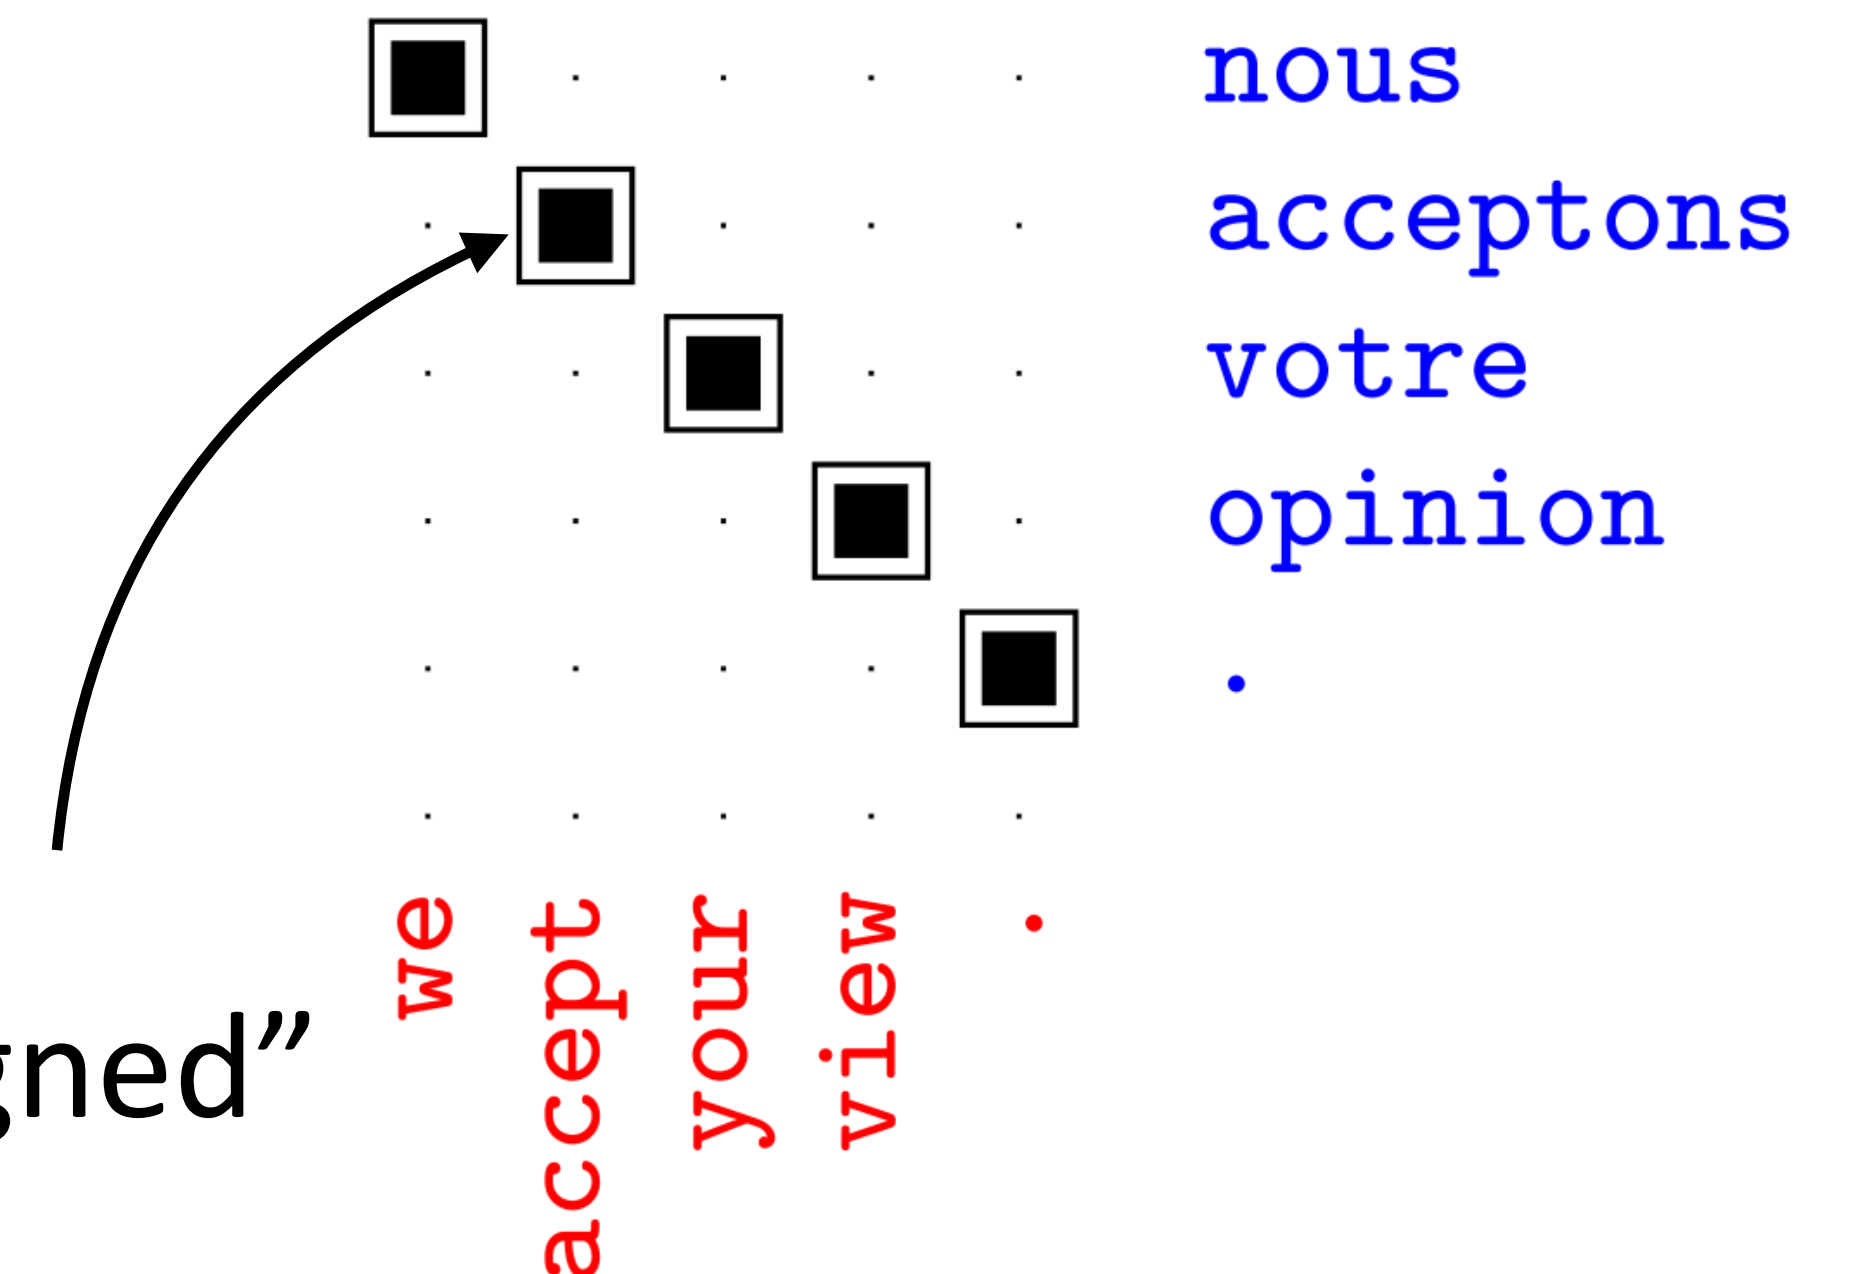 nous
acceptons
votre
opinion
.
we
accept
your
view
.
gned”